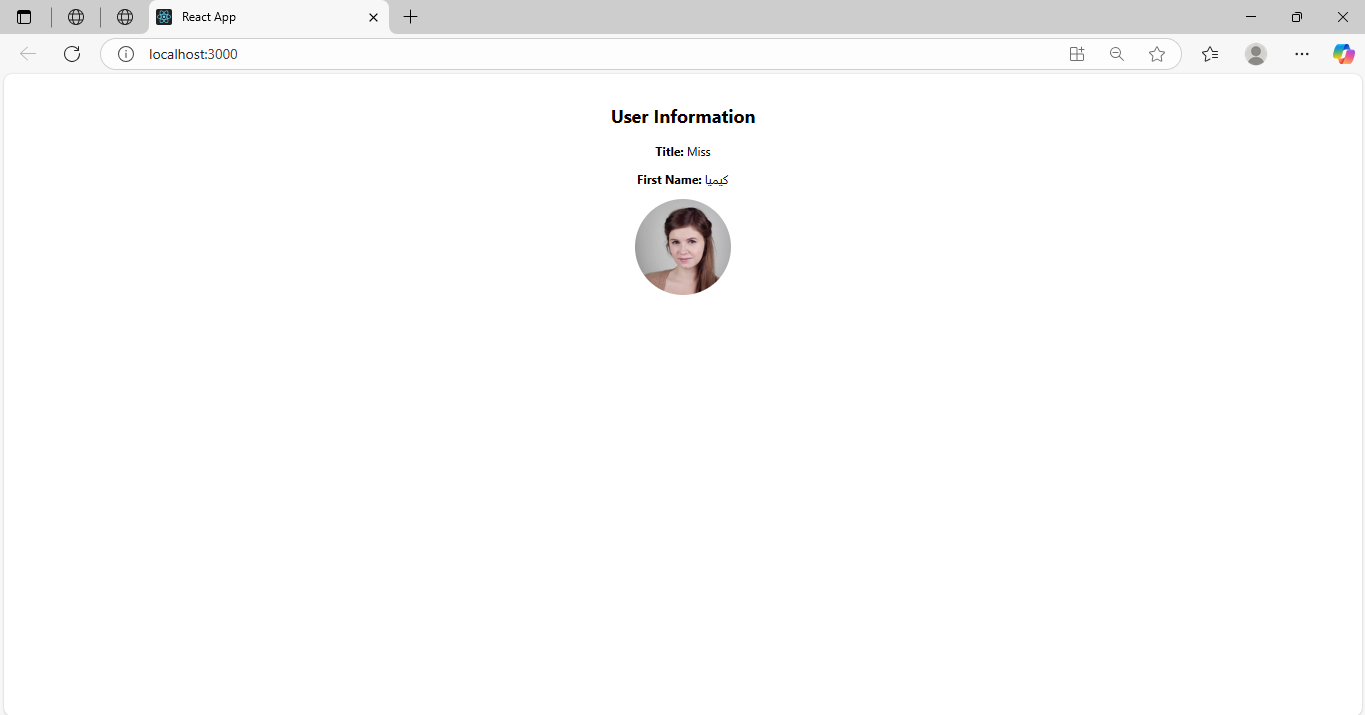 React App
localhost:3000
User Information
Title: Miss
First Name: کیمیا